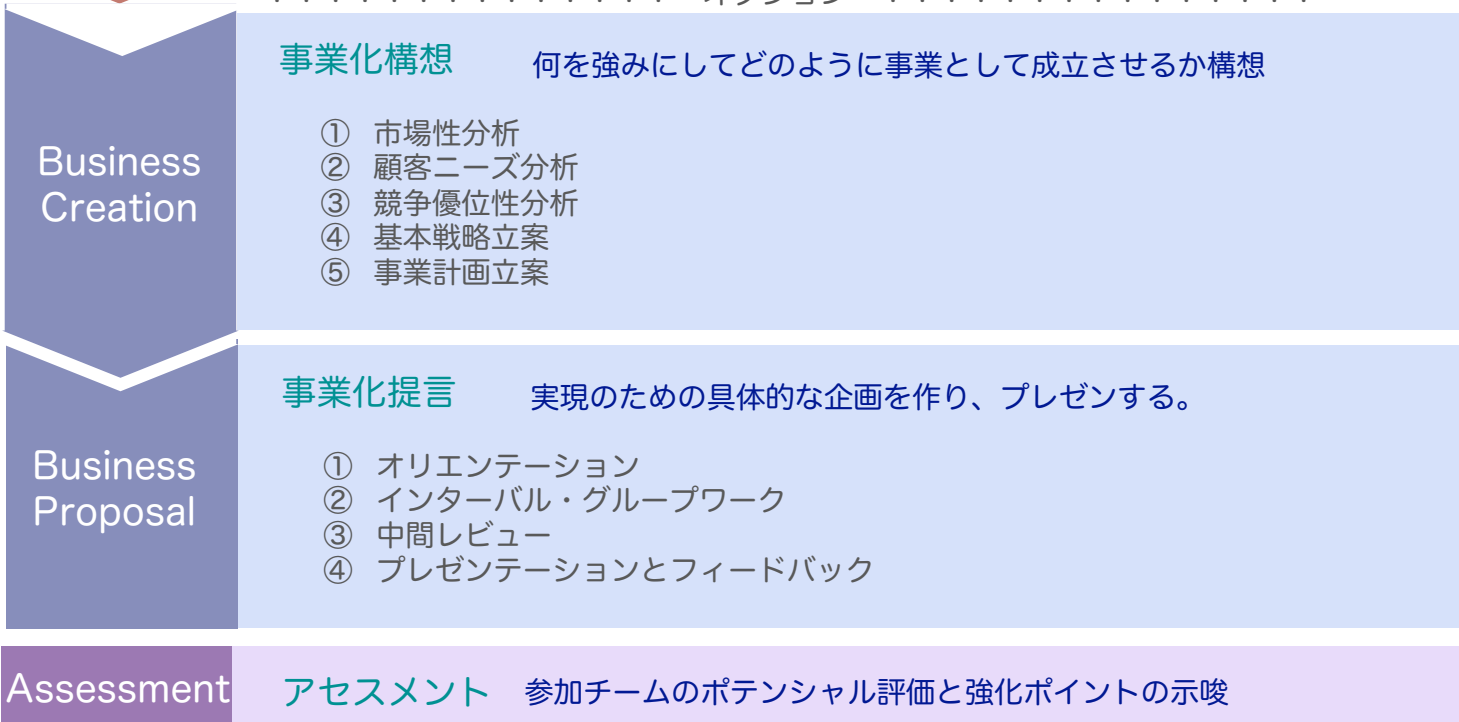 オプション
事業化構想 何を強みにしてどのように事業として成立させるか構想
Business
Creation
① 市場性分析
② 顧客ニーズ分析
③ 競争優位性分析
④ 基本戦略立案
⑤ 事業計画立案
事業化提言 実現のための具体的な企画を作り、プレゼンする。
Business
Proposal
① オリエンテーション
② インターバル・グループワーク
③ 中間レビュー
④ プレゼンテーションとフィードバック
Assessment アセスメント 参加チームのポテンシャル評価と強化ポイントの示唆